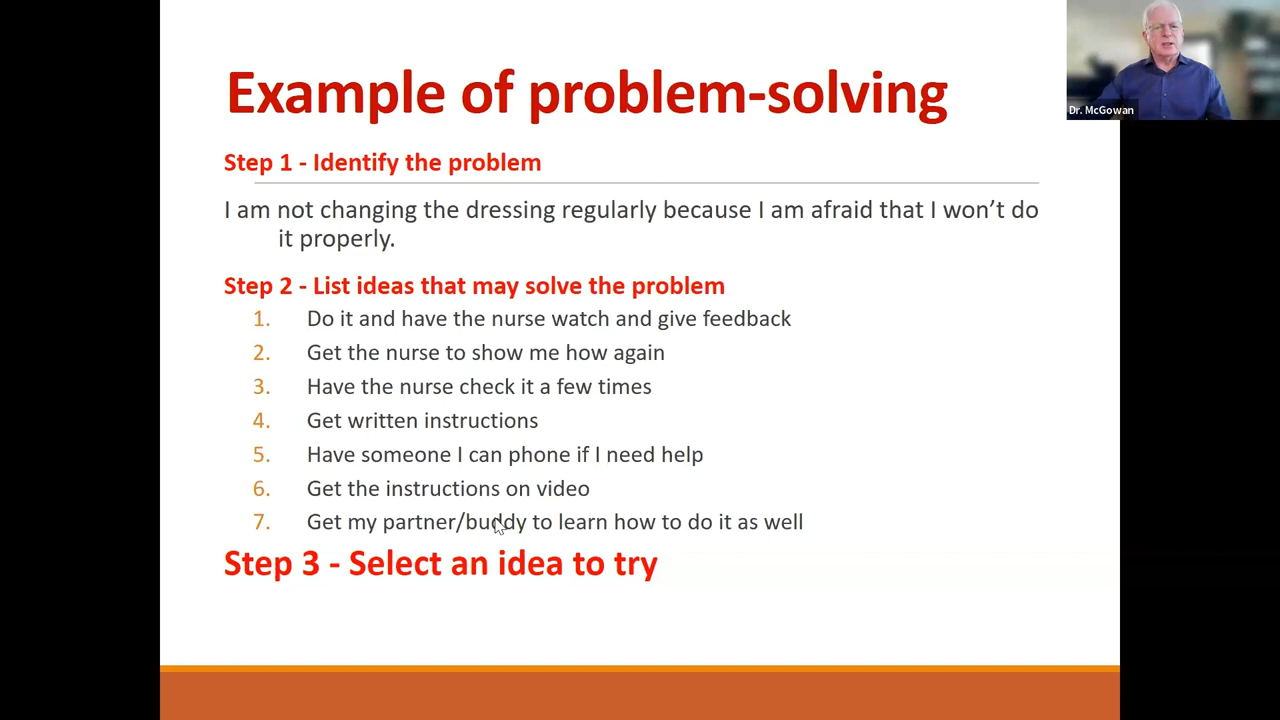 Example of problem-solving
Dr. McGowan
Step 1 - Identify the problem
I am not changing the dressing regularly because I am afraid that I won’t do
it properly.
Step 2 - List ideas that may solve the problem
1. Do it and have the nurse watch and give feedback
2. Get the nurse to show me how again
3. Have the nurse check it a few times
4. Get written instructions
5. Have someone I can phone if I need help
6. Get the instructions on video
7. Get my partner/buddy to learn how to do it as well
Step 3 - Select an idea to try